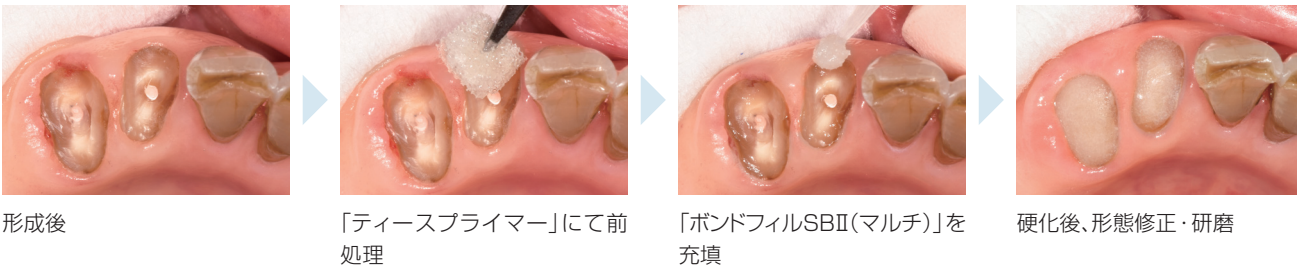 形成後
「ティースプライマー」にて前
処理
「ボンドフィルSBⅡ(マルチ)」を
充填
硬化後、形態修正・研磨